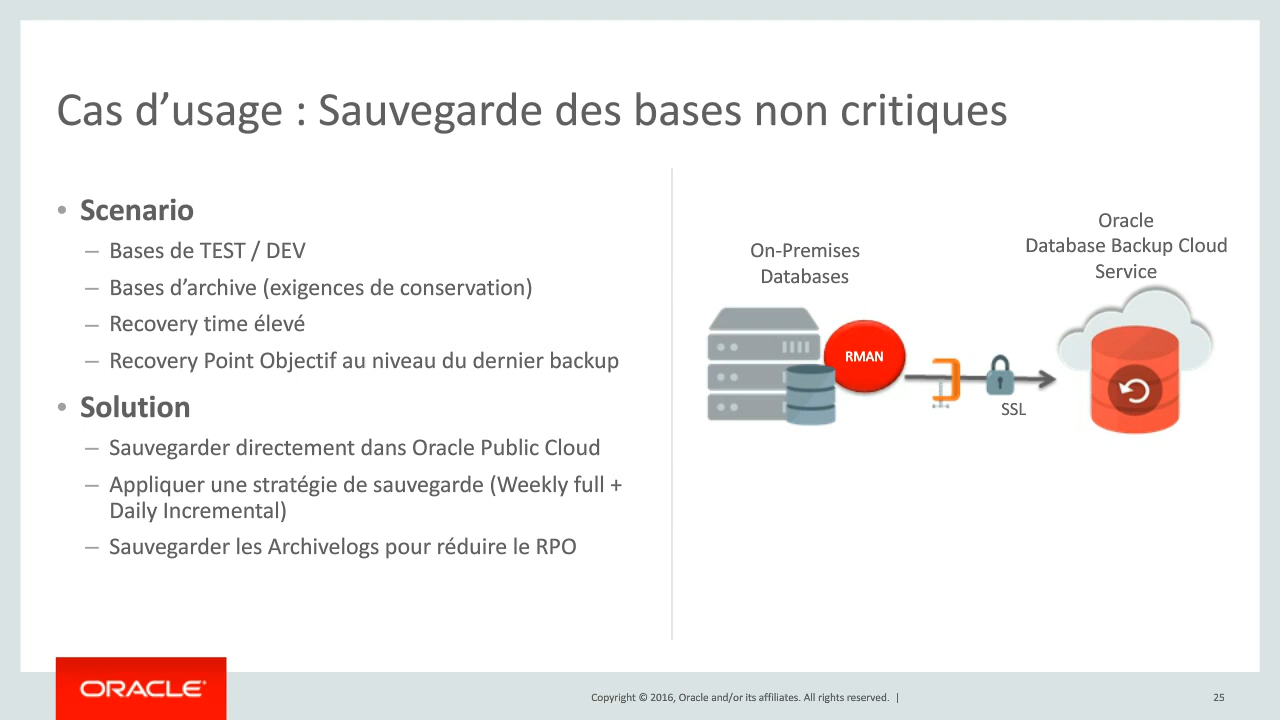 Cas d’usage : Sauvegarde des bases non critiques
• Scenario
– Bases de TEST / DEV
– Bases d’archive (exigences de conservation)
– Recovery time élevé
– Recovery Point Objectif au niveau du dernier backup
• Solution
– Sauvegarder directement dans Oracle Public Cloud
– Appliquer une stratégie de sauvegarde (Weekly full +
Daily Incremental)
– Sauvegarder les Archivelogs pour réduire le RPO
On-Premises
Databases
Oracle
Database Backup Cloud
Service
RMAN
SSL
ORACLE®
Copyright © 2016, Oracle and/or its affiliates. All rights reserved. |
25